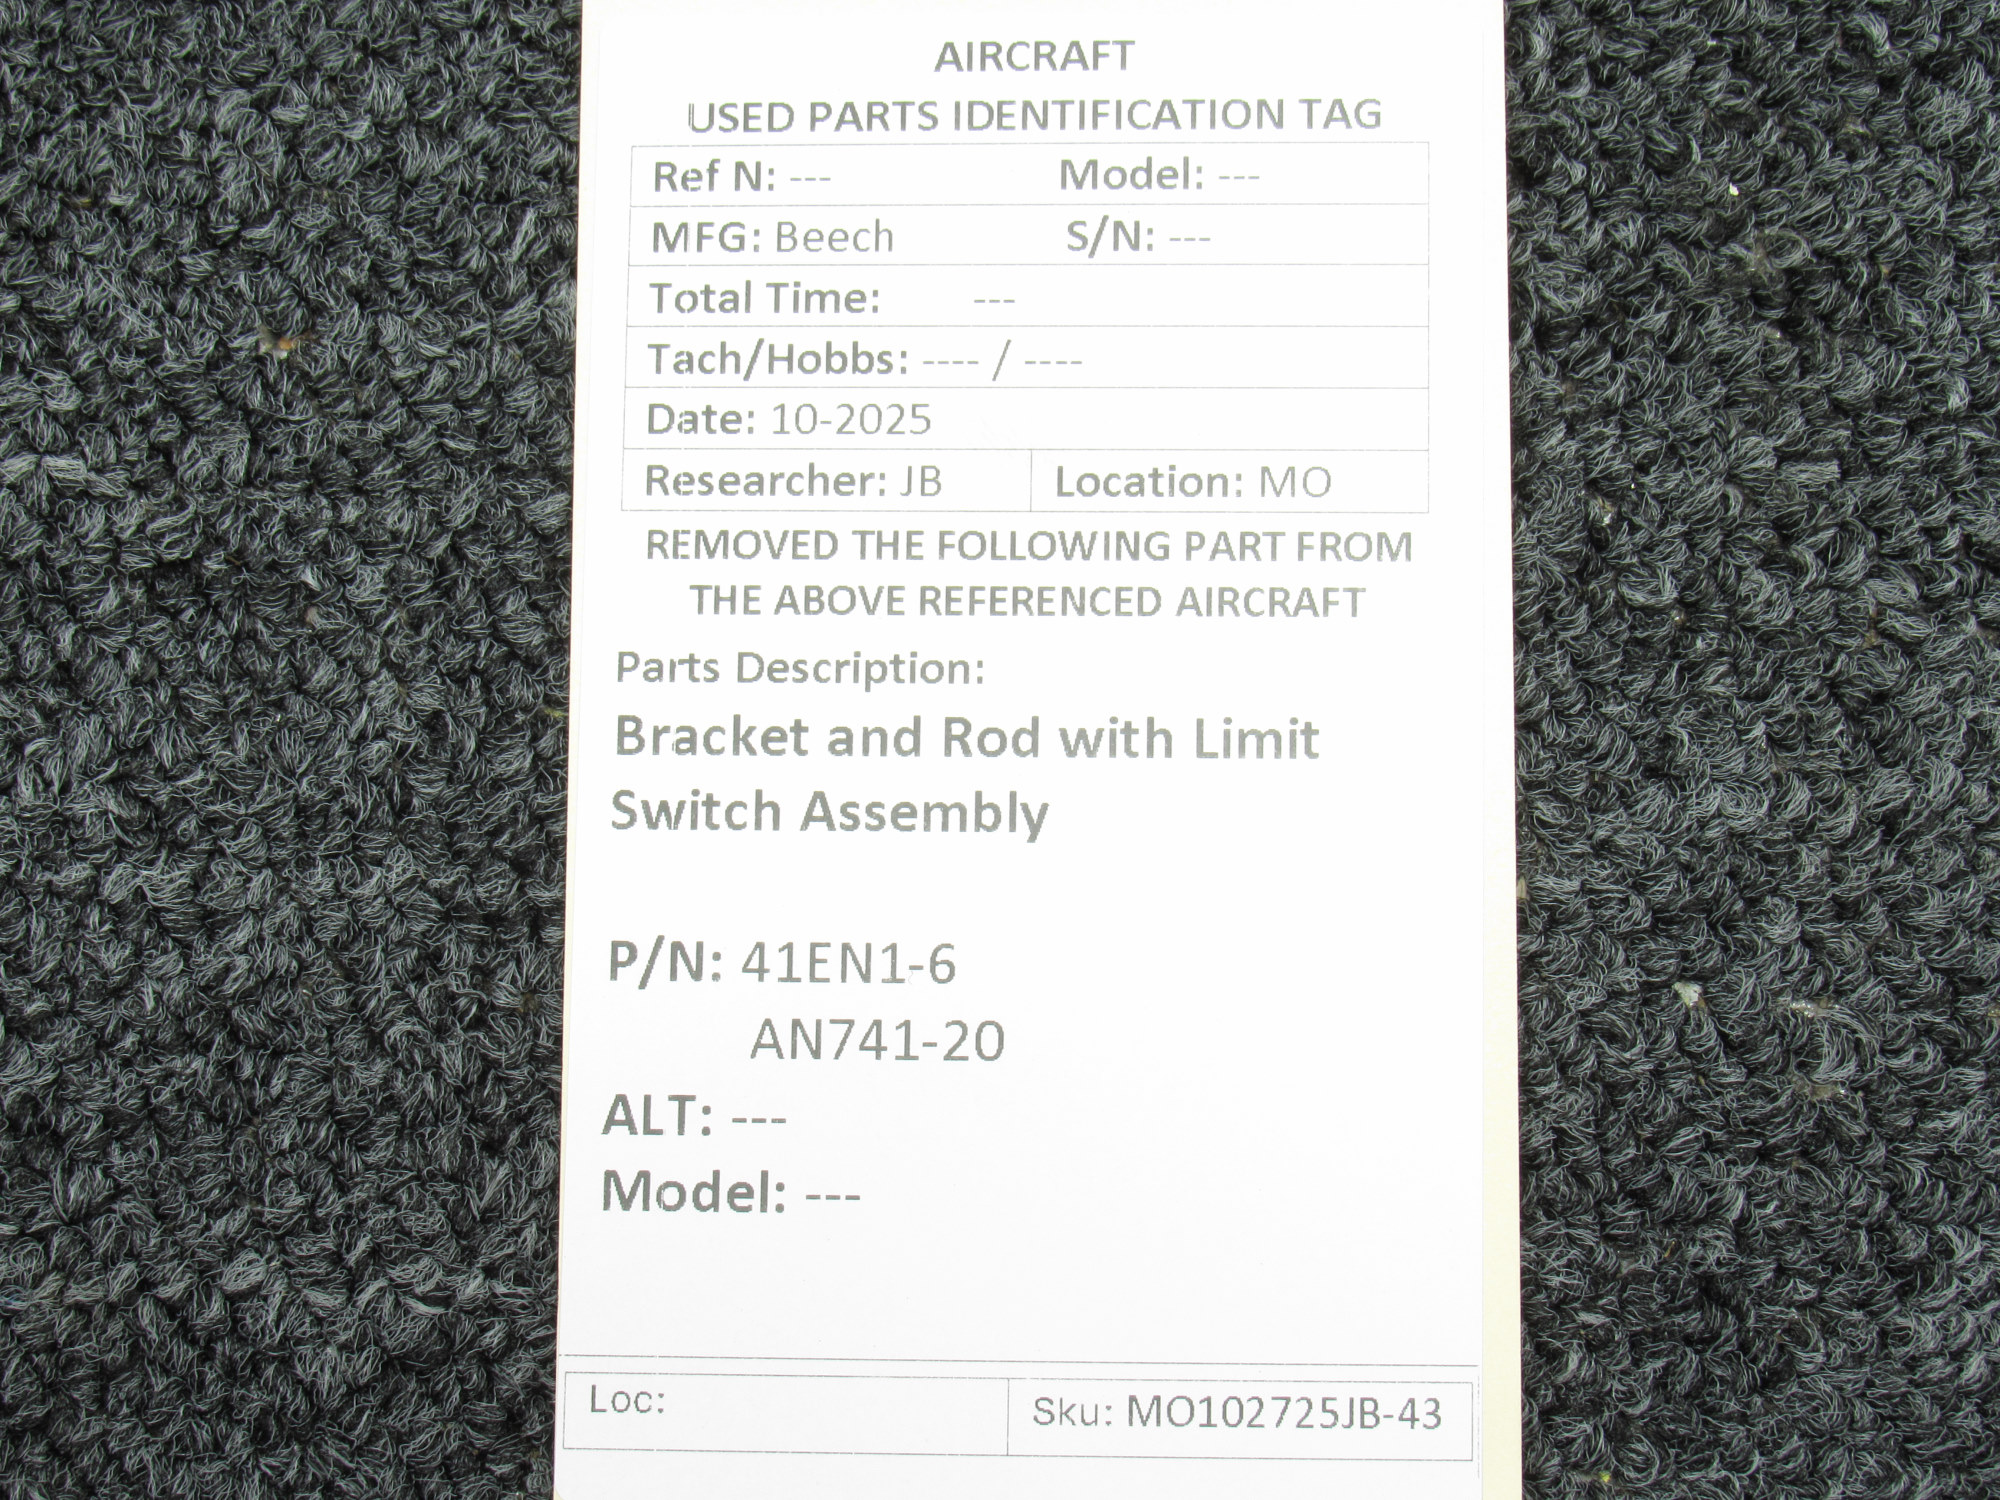 AIRCRAFT
USED PARTS IDENTIFICATION TAG
Ref N: --- Model: ---
MFG: Beech S/N: ---
Total Time: ---
Tach/Hobbs: ---- / ----
Date: 10-2025
Researcher: JB Location: MO
REMOVED THE FOLLOWING PART FROM
THE ABOVE REFERENCED AIRCRAFT
Parts Description:
Bracket and Rod with Limit
Switch Assembly
P/N: 41EN1-6
AN741-20
ALT: ---
Model: ---
Loc: Sku: MO102725JB-43